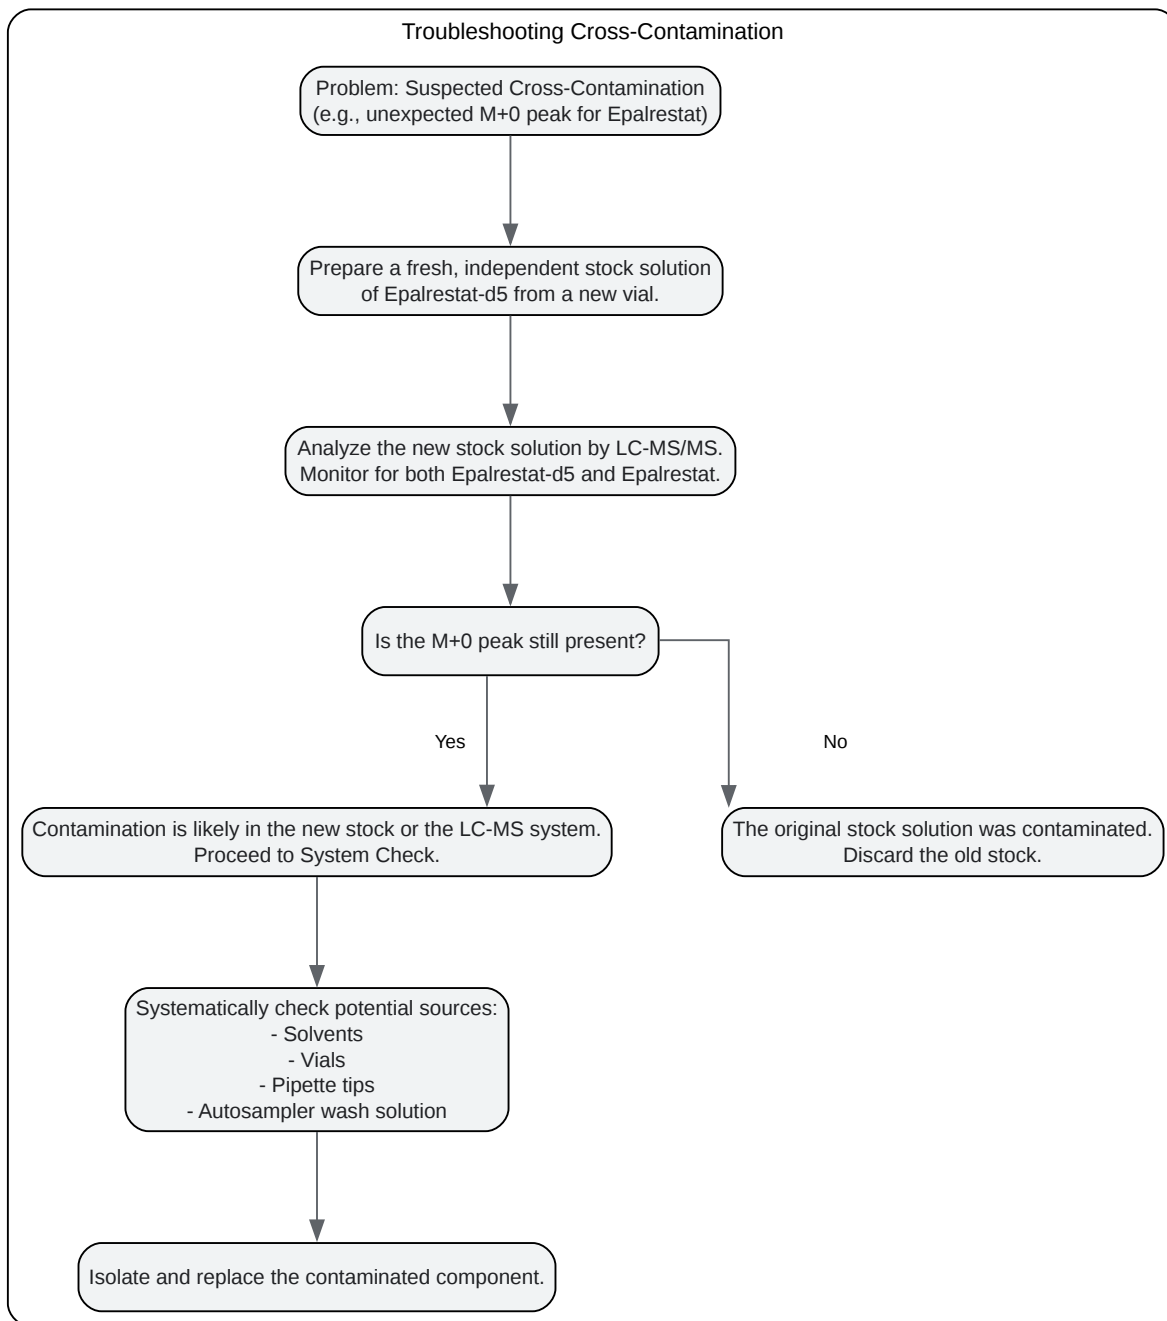 Troubleshooting Cross-Contamination
Problem: Suspected Cross-Contamination
(e.g., unexpected M+0 peak for Epalrestat)
Prepare a fresh, independent stock solution
of Epalrestat-d5 from a new vial.
Analyze the new stock solution by LC-MS/MS.
Monitor for both Epalrestat-d5 and Epalrestat.
Is the M+0 peak still present?
Yes
No
Contamination is likely in the new stock or the LC-MS system.
Proceed to System Check.
The original stock solution was contaminated.
Discard the old stock.
Systematically check potential sources:
- Solvents
- Vials
- Pipette tips
- Autosampler wash solution
Isolate and replace the contaminated component.